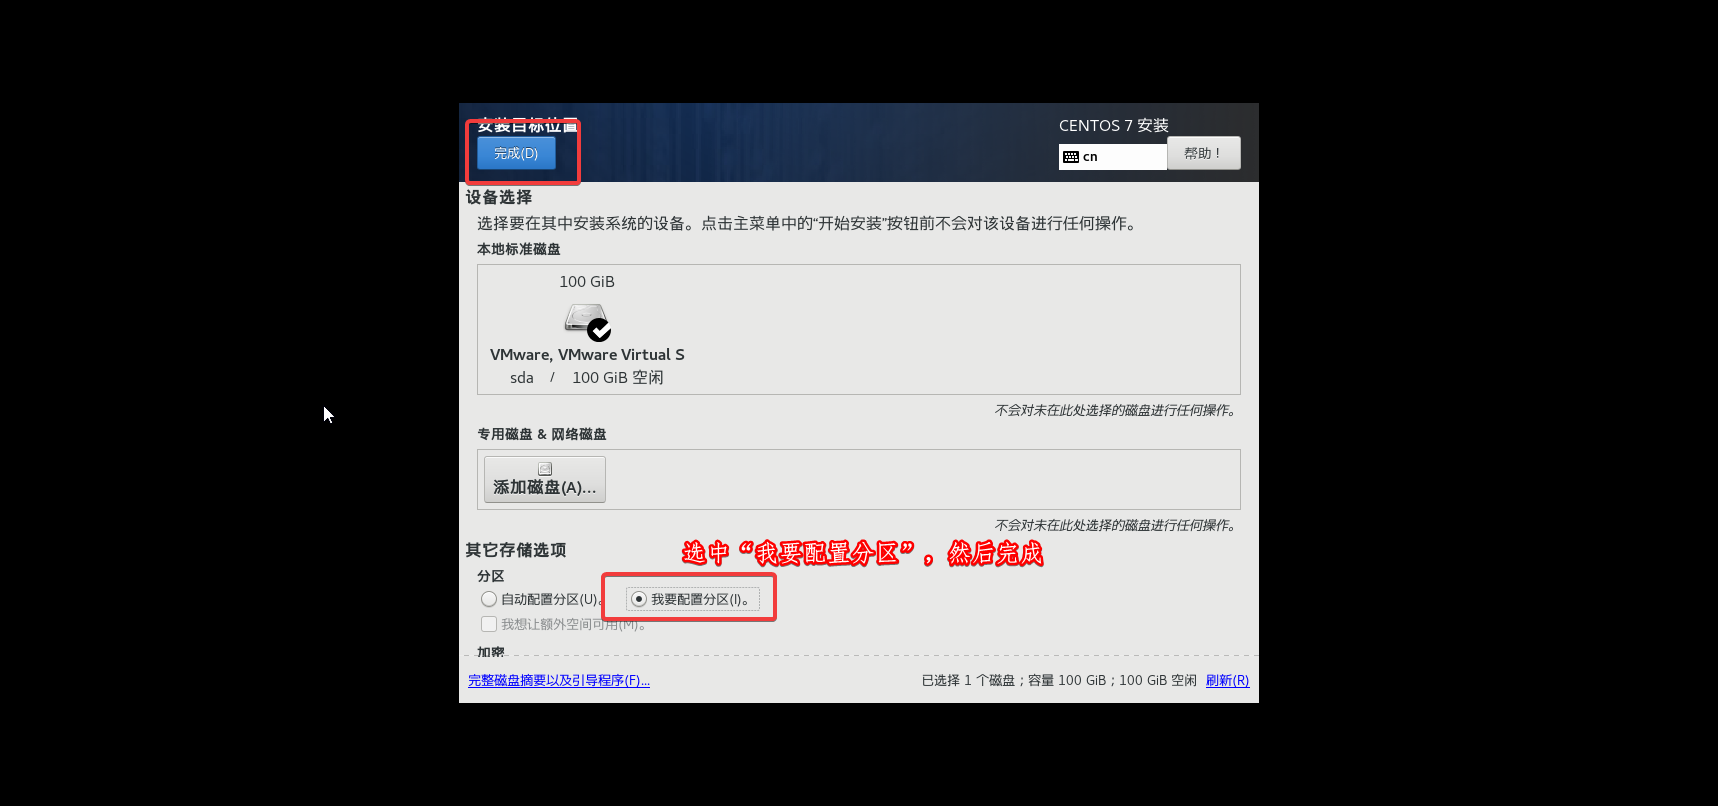 安装目标位置
CENTOS 7 安装
完成(D)
cn
帮助！
设备选择
选择要在其中安装系统的设备。点击主菜单中的“开始安装”按钮前不会对该设备进行任何操作。
本地标准磁盘
100 GiB
VMware, VMware Virtual S
sda / 100 GiB 空闲
不会对未在此处选择的磁盘进行任何操作。
专用磁盘 & 网络磁盘
添加磁盘(A)...
不会对未在此处选择的磁盘进行任何操作。
其它存储选项
选中“我要配置分区”，然后完成
分区
自动配置分区(U)。
我要配置分区(I)。
我想让额外空间可用(M)。
加密
完整磁盘摘要以及引导程序(F)...
已选择 1 个磁盘；容量 100 GiB；100 GiB 空闲
刷新(R)